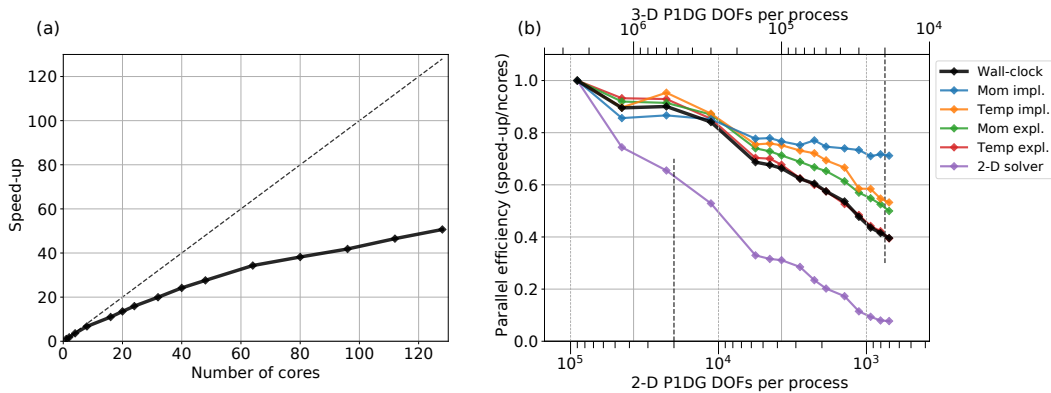 (a)
Speed-up
120
100
80
60
40
20
0
0 20 40 60 80 100 120
Number of cores
(b)
3-D P1DG DOFs per process
10^6 10^5 10^4
Parallel efficiency (speed-up/ncores)
1.0
0.8
0.6
0.4
0.2
0.0
10^5 10^4 10^3
2-D P1DG DOFs per process
Wall-clock
Mom impl.
Temp impl.
Mom expl.
Temp expl.
2-D solver